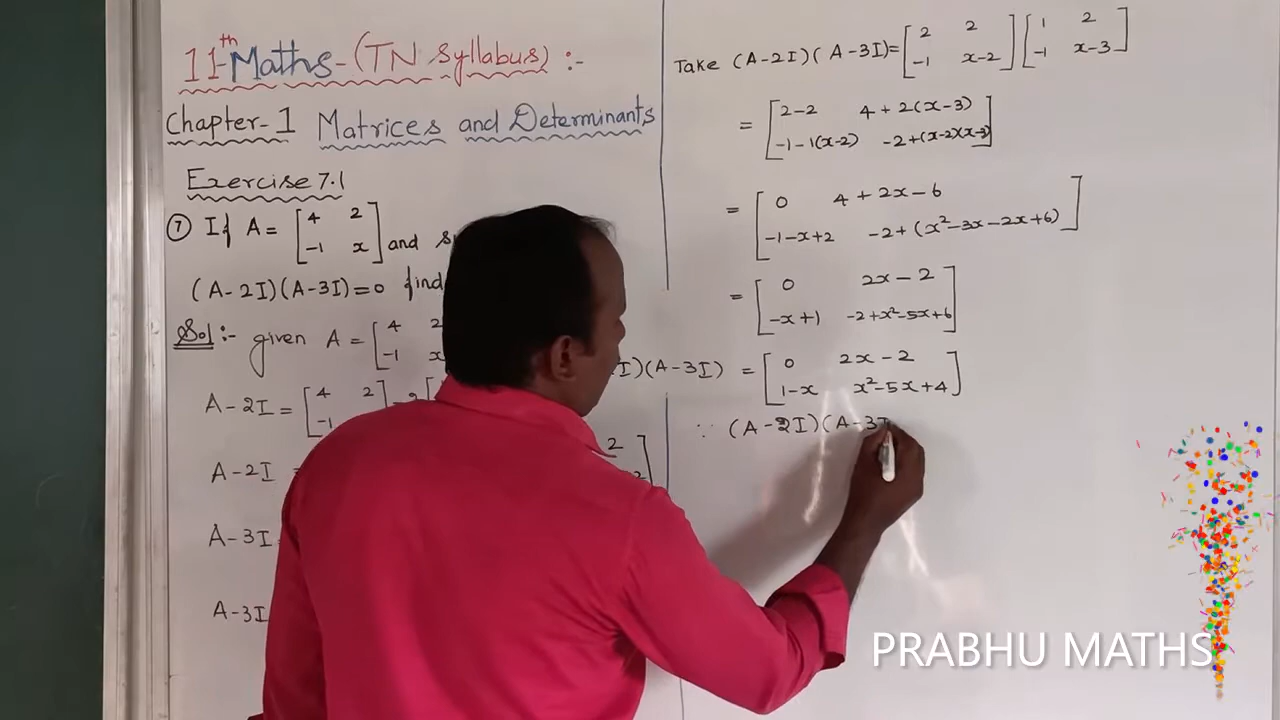 11th Maths - (TN Syllabus) :-
Chapter-1 Matrices and Determinants
Exercise 7.1
⑦ If A = [4 2
-1 x] and
(A-2I)(A-3I)=0 find
Sol :- given A = [4 2
-1 x
A-2I = [4 2] -2[
-1
A-2I =
2]
A-3I
A-3I
Take (A-2I)(A-3I) = [2 2] [1 2]
[-1 x-2] [-1 x-3]
= [2-2 4+2(x-3)]
[-1-1(x-2) -2+(x-2)(x-3)]
= [0 4+2x-6]
[-1-x+2 -2+(x²-3x-2x+6)]
= [0 2x-2]
[-x+1 -2+x²-5x+6]
I)(A-3I) = [0 2x-2]
[1-x x²-5x+4]
∵ (A-2I)(A-3I
PRABHU MATHS